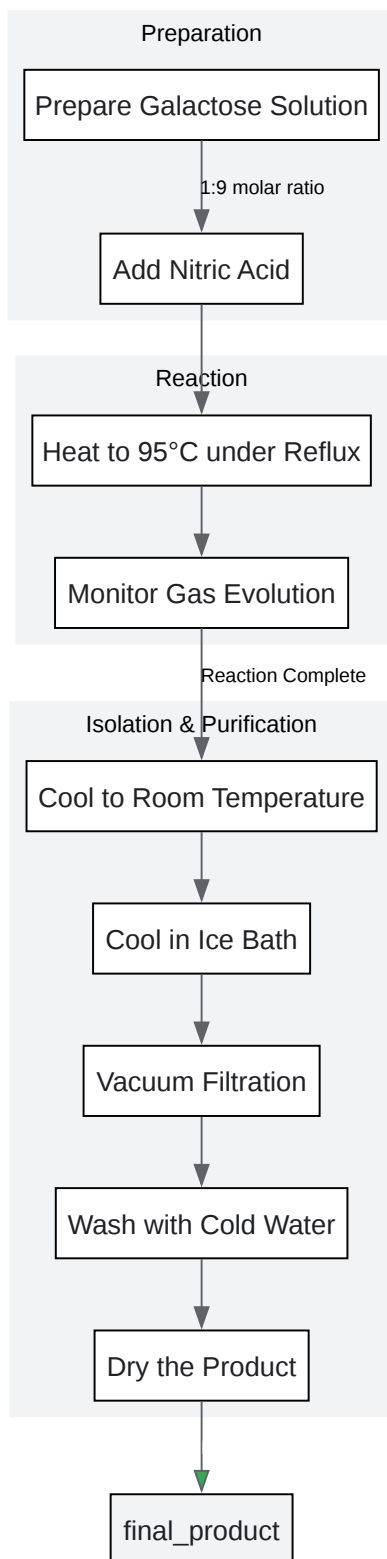 Preparation
Prepare Galactose Solution
1:9 molar ratio
Add Nitric Acid
Reaction
Heat to 95°C under Reflux
Monitor Gas Evolution
Reaction Complete
Isolation & Purification
Cool to Room Temperature
Cool in Ice Bath
Vacuum Filtration
Wash with Cold Water
Dry the Product
final_product